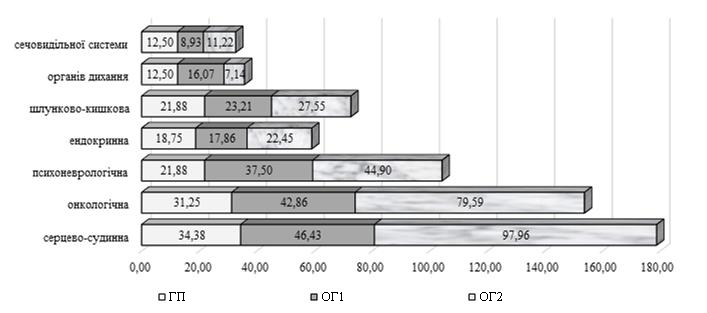 сечовидільної системи 12,50 8,93 11,22
органів дихання 12,50 16,07 7,14
шлунково-кишкова 21,88 23,21 27,55
ендокринна 18,75 17,86 22,45
психоневрологічна 21,88 37,50 44,90
онкологічна 31,25 42,86 79,59
серцево-судинна 34,38 46,43 97,96
0,00 20,00 40,00 60,00 80,00 100,00 120,00 140,00 160,00 180,00
ГП ОГ1 ОГ2